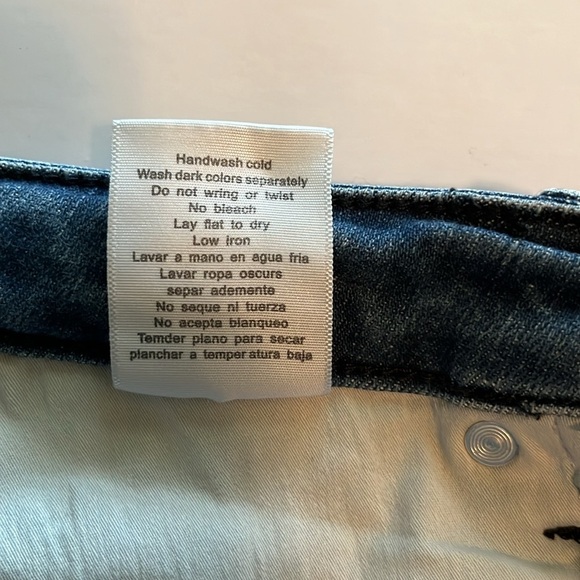 Handwash cold
Wash dark colors separately
Do not wring or twist
No bleach
Lay flat to dry
Low iron
Lavar a mano en agua fria
Lavar ropa oscurs
separ ademente
No seque ni tuerza
No acepta blanqueo
Temder plano para secar
planchar a temper atura baja